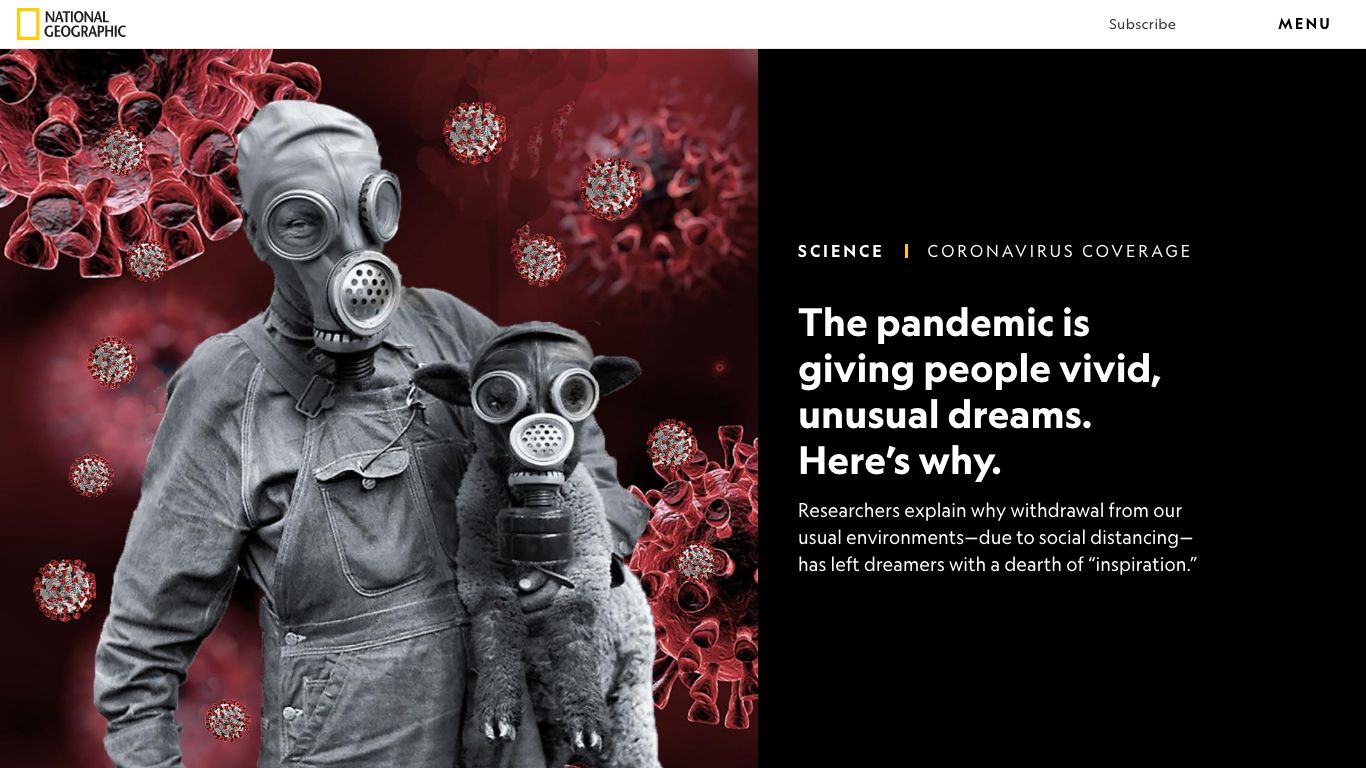 NATIONAL
GEOGRAPHIC
Subscribe
MENU
SCIENCE | CORONAVIRUS COVERAGE
The pandemic is
giving people vivid,
unusual dreams.
Here’s why.
Researchers explain why withdrawal from our
usual environments—due to social distancing—
has left dreamers with a dearth of “inspiration.”